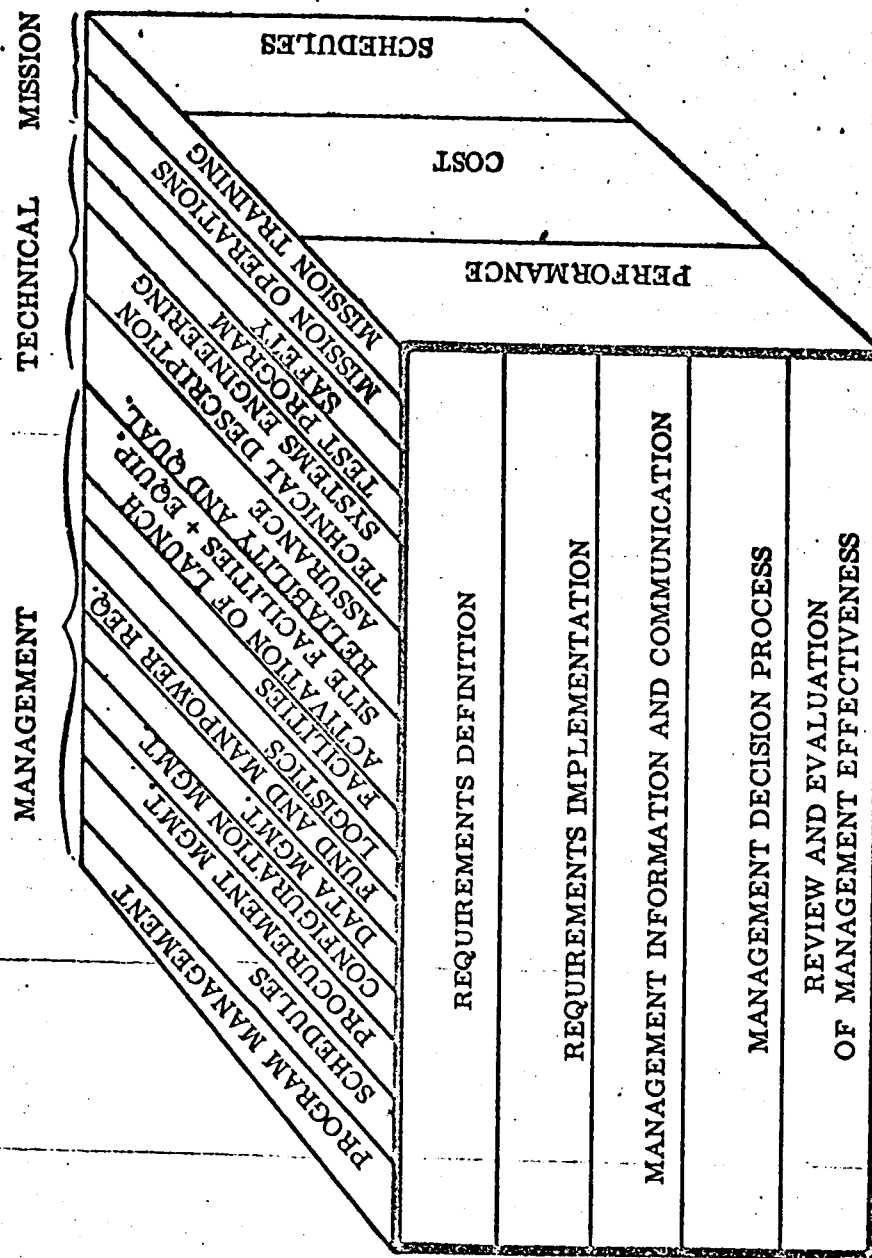 MANAGEMENT
TECHNICAL
MISSION
PROGRAM MANAGEMENT
SCHEDULES
PROCUREMENT MGMT.
CONFIGURATION MGMT.
DATA MGMT.
FUND AND MANPOWER REQ.
LOGISTICS
FACILITIES
ACTIVATION OF LAUNCH
SITE FACILITIES + EQUIP.
RELIABILITY AND QUAL.
ASSURANCE
TECHNICAL DESCRIPTION
SYSTEMS ENGINEERING
TEST PROGRAM
SAFETY
MISSION OPERATIONS
MISSION TRAINING
SCHEDULES
COST
PERFORMANCE
REQUIREMENTS DEFINITION
REQUIREMENTS IMPLEMENTATION
MANAGEMENT INFORMATION AND COMMUNICATION
MANAGEMENT DECISION PROCESS
REVIEW AND EVALUATION
OF MANAGEMENT EFFECTIVENESS